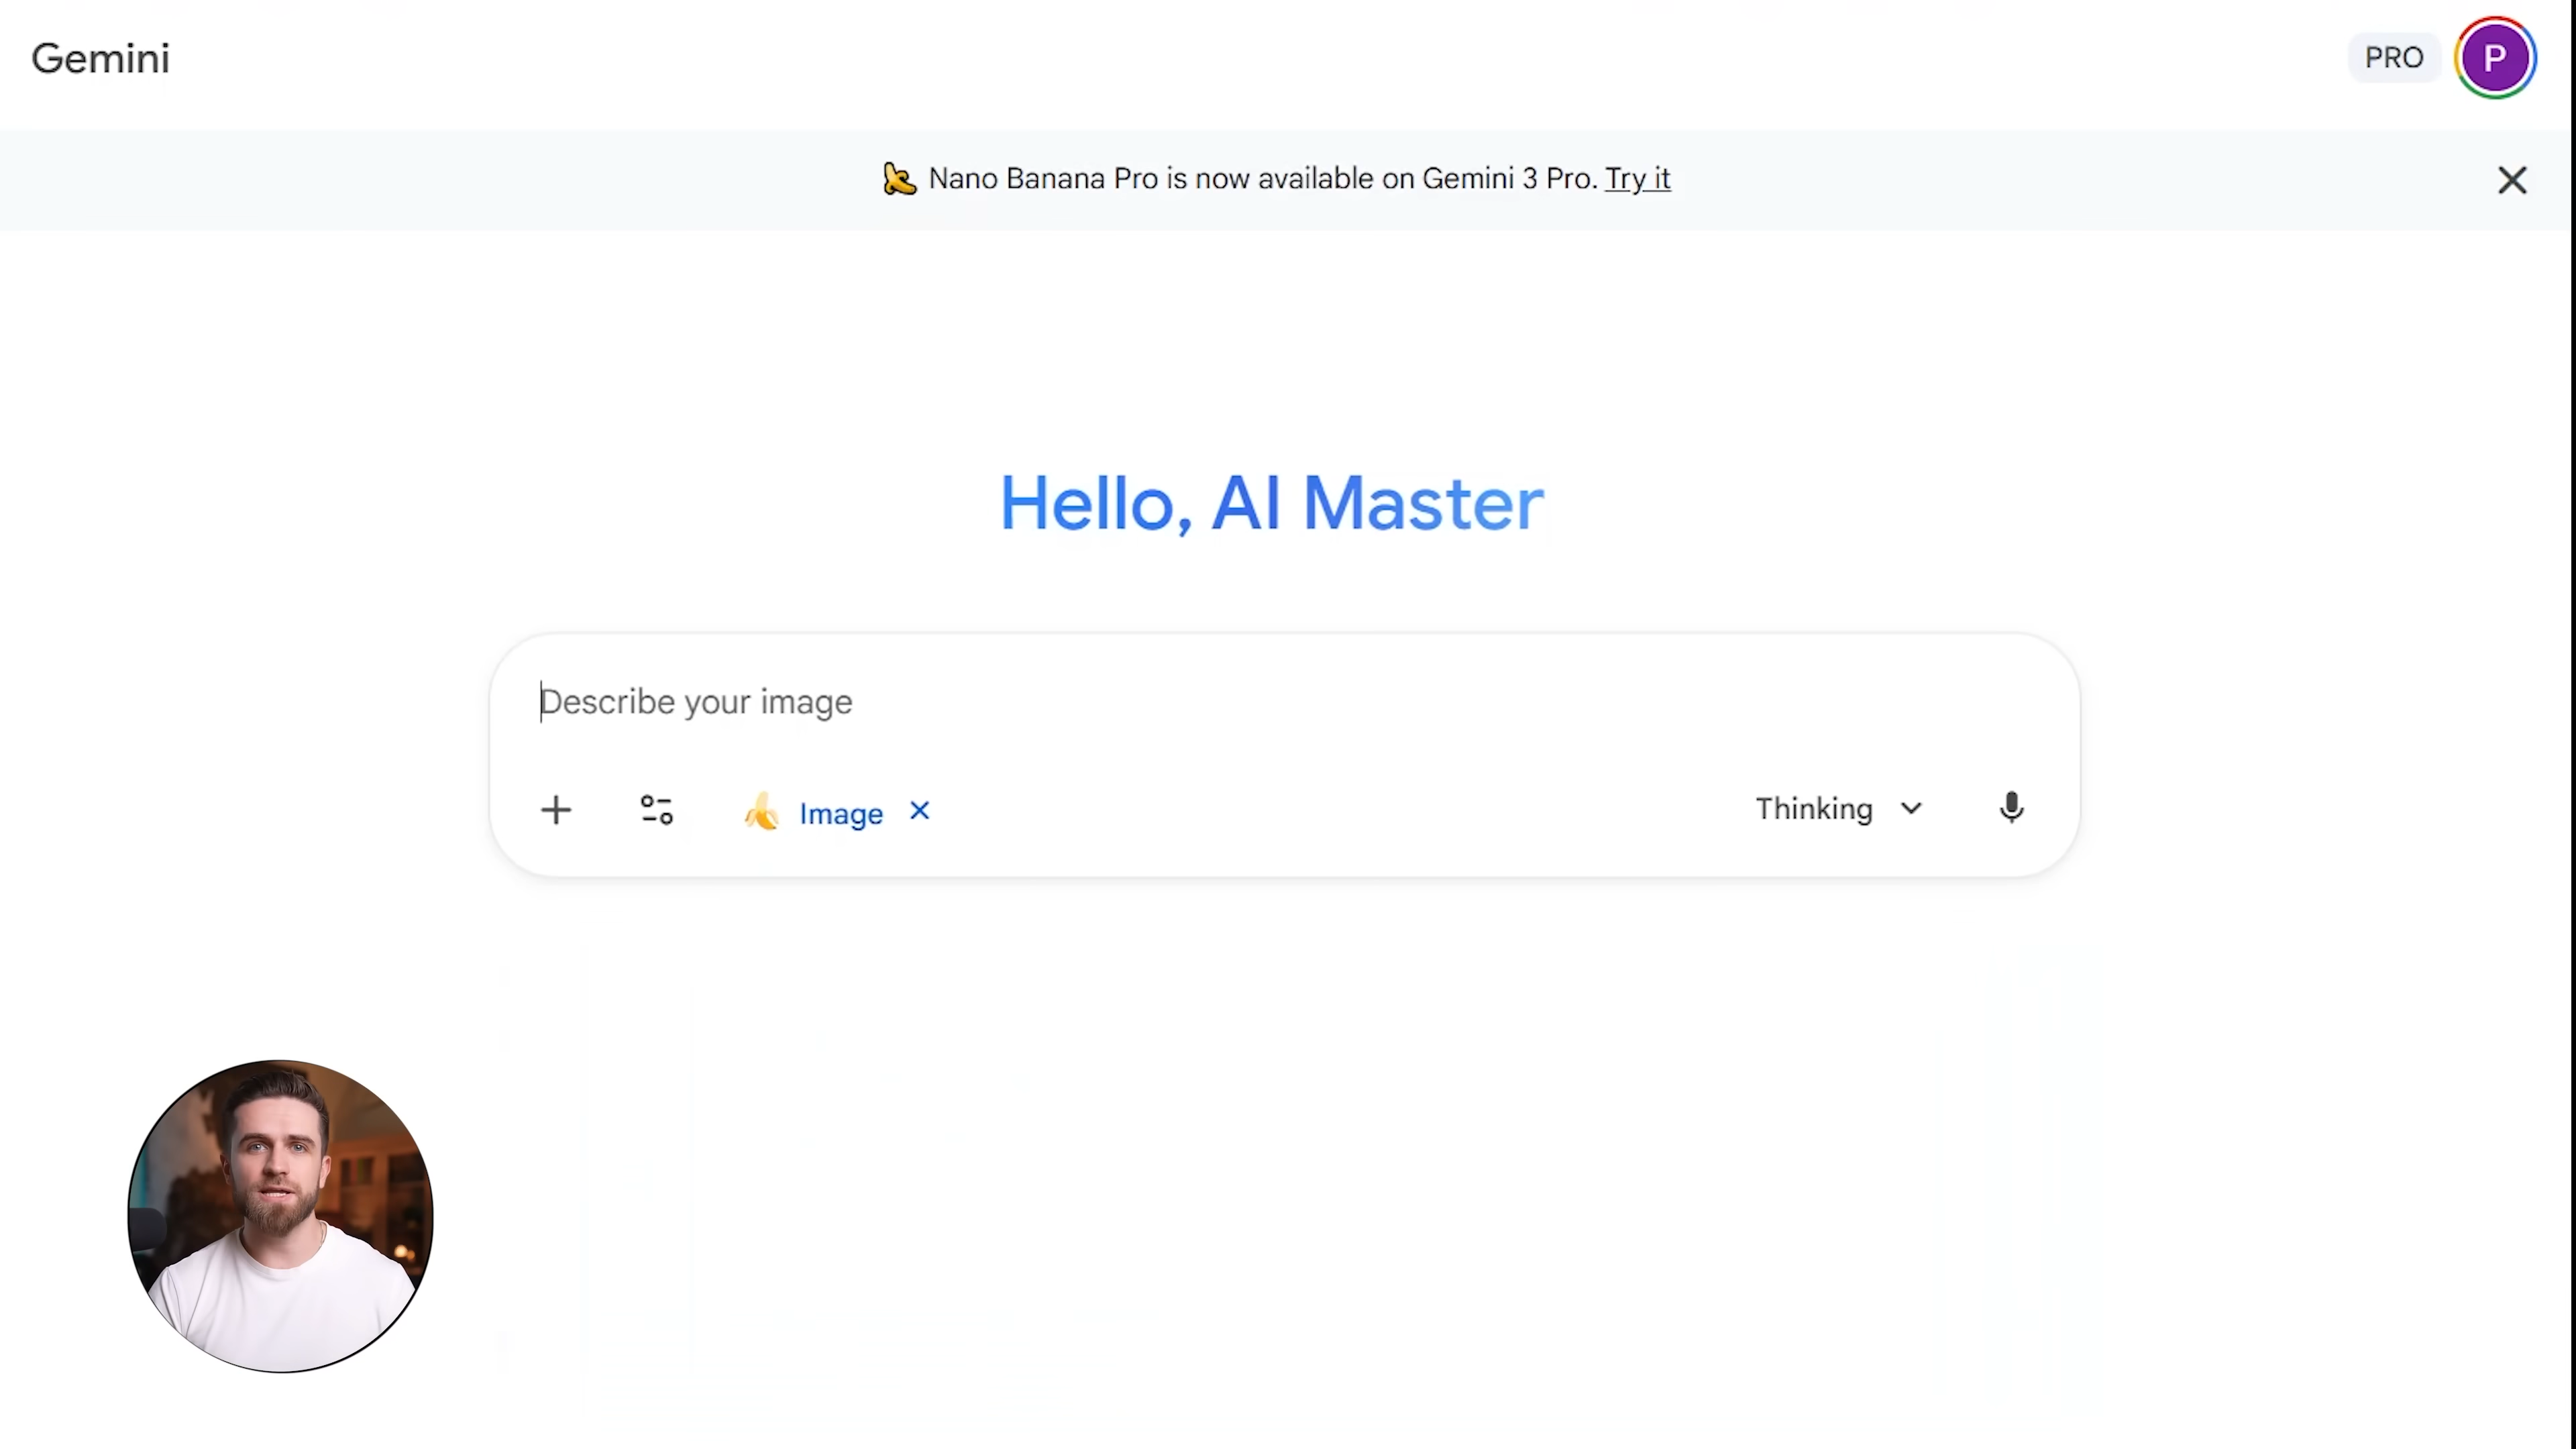 Gemini
PRO
P
Nano Banana Pro is now available on Gemini 3 Pro. Try it
Hello, AI Master
Describe your image
Image
Thinking